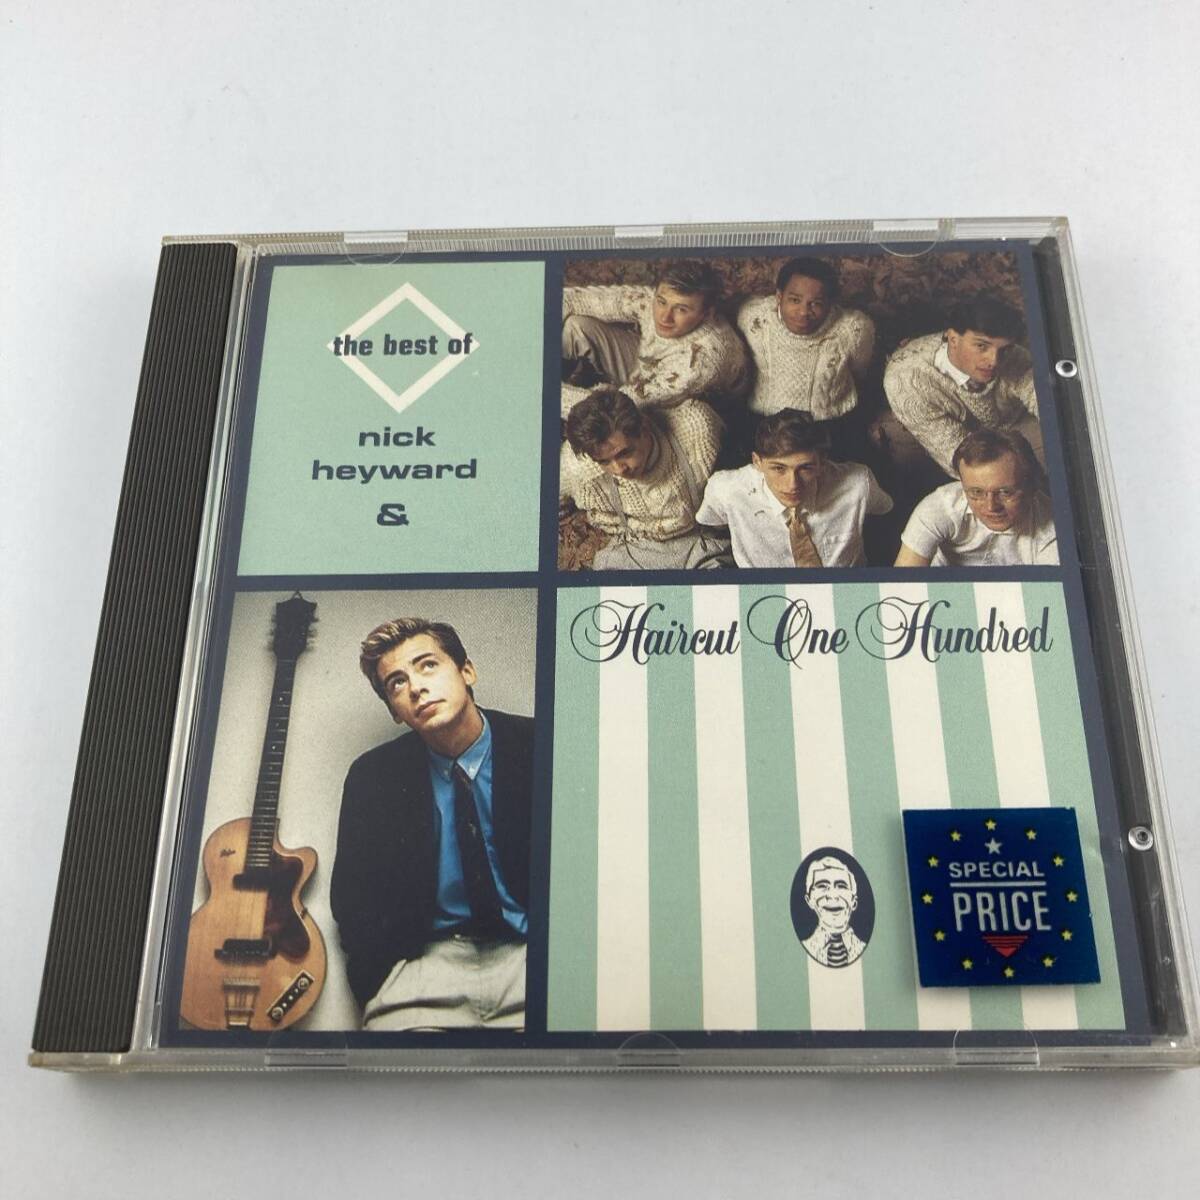 the best of
nick
heyward
&
Haircut One Hundred
SPECIAL
PRICE